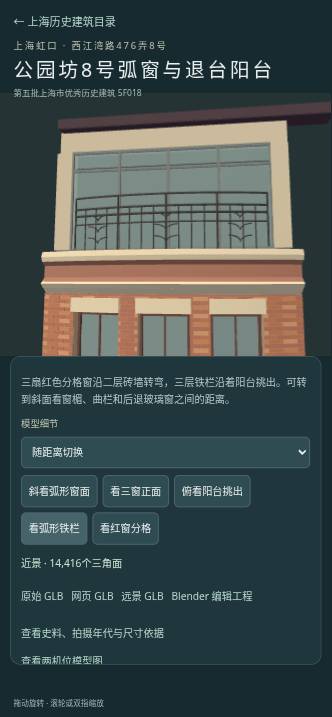 ← 上海历史建筑目录
上海虹口 · 西江湾路476弄8号
公园坊8号弧窗与退台阳台
第五批上海市优秀历史建筑 5F018
三扇红色分格窗沿二层砖墙转弯，三层铁栏沿着阳台挑出。可转
到斜面看窗楣、曲栏和后退玻璃窗之间的距离。
模型细节
随距离切换
斜看弧形窗面 看三窗正面 俯看阳台挑出
看弧形铁栏 看红窗分格
近景 · 14,416个三角面
原始 GLB 网页 GLB 远景 GLB Blender 编辑工程
查看史料、拍摄年代与尺寸依据
查看两机位模型图
拖动旋转 · 滚轮或双指缩放